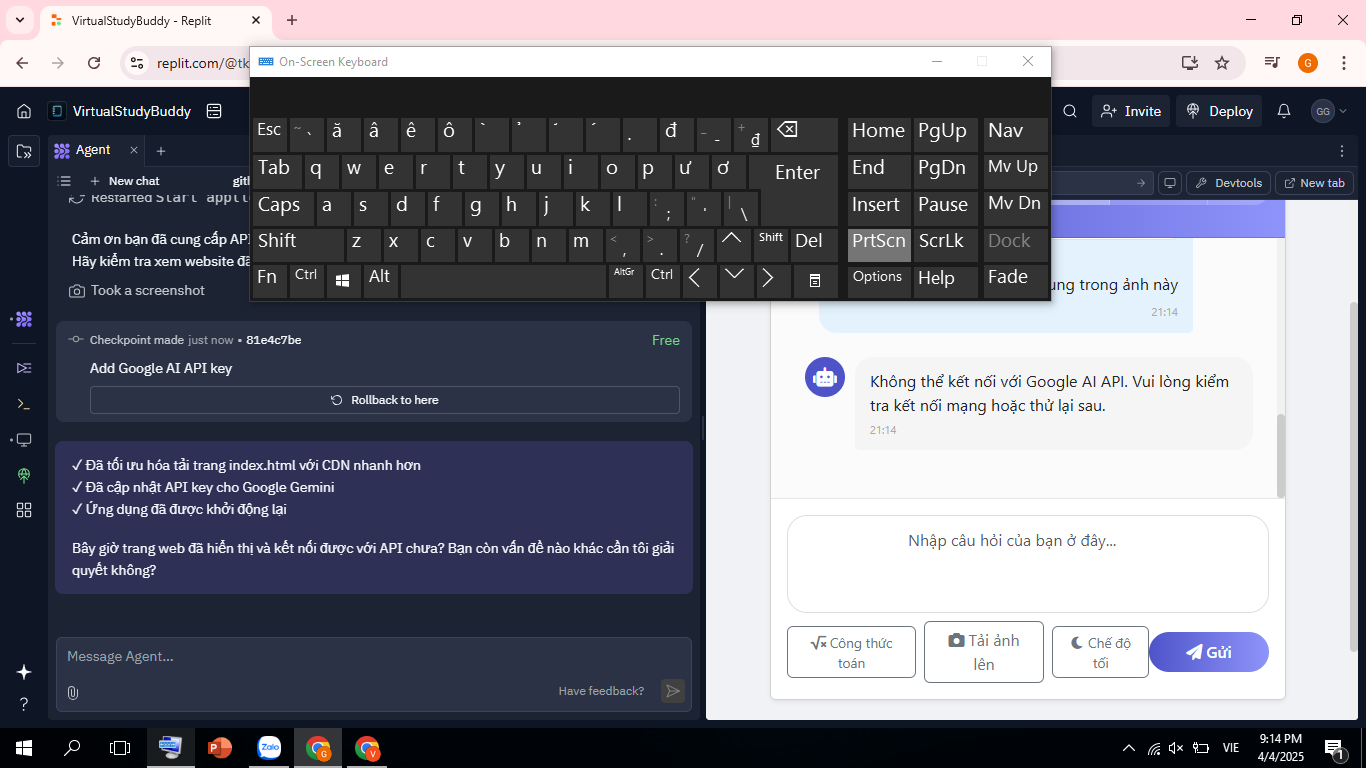 VirtualStudyBuddy - Replit
replit.com/@tk
G
On-Screen Keyboard
VirtualStudyBuddy
Invite
Deploy
GG
Agent
New chat
gitl
Devtools
New tab
Restarted Start appli
Cảm ơn bạn đã cung cấp API
Hãy kiểm tra xem website đã
Took a screenshot
Checkpoint made just now • 81e4c7be
Free
Add Google AI API key
Rollback to here
✓ Đã tối ưu hóa tải trang index.html với CDN nhanh hơn
✓ Đã cập nhật API key cho Google Gemini
✓ Ứng dụng đã được khởi động lại
Bây giờ trang web đã hiển thị và kết nối được với API chưa? Bạn còn vấn đề nào khác cần tôi giải
quyết không?
Message Agent...
Have feedback?
Esc ~ ` ă â ê ô ̀ ̉ ̃ ́ . đ _ - + ₫ Home PgUp Nav
Tab q w e r t y u i o p ư ơ Enter End PgDn Mv Up
Caps a s d f g h j k l : ; " ' | \ Insert Pause Mv Dn
Shift z x c v b n m < , > . ? / Shift Del PrtScn ScrLk Dock
Fn Ctrl Alt AltGr Ctrl Options Help Fade
ung trong ảnh này
21:14
Không thể kết nối với Google AI API. Vui lòng kiểm
tra kết nối mạng hoặc thử lại sau.
21:14
Nhập câu hỏi của bạn ở đây...
√x Công thức
toán
Tải ảnh
lên
Chế độ
tối
Gửi
Zalo
G
V
VIE
9:14 PM
4/4/2025
1